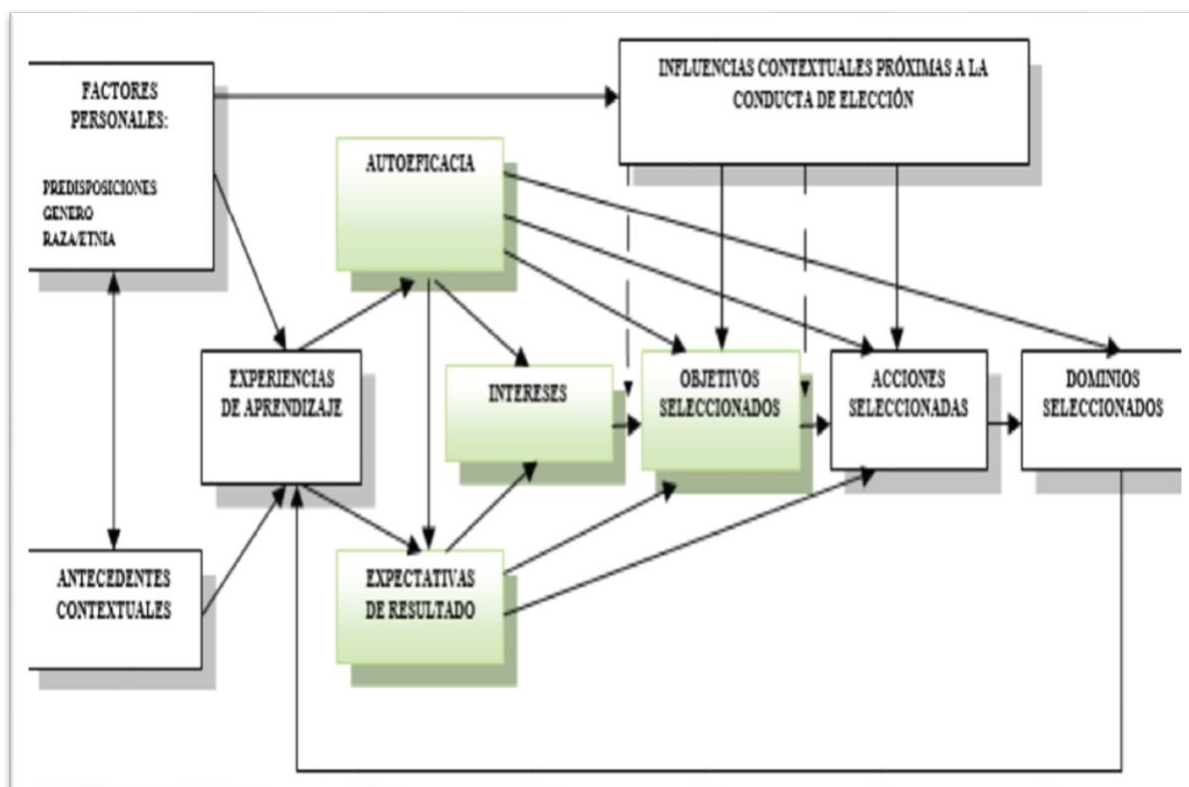 FACTORES
PERSONALES:
PREDISPOSICIONES
GENERO
RAZA/ETNIA
INFLUENCIAS CONTEXTUALES PRÓXIMAS A LA
CONDUCTA DE ELECCIÓN
AUTOEFICACIA
EXPERIENCIAS
DE APRENDIZAJE
INTERESES
OBJETIVOS
SELECCIONADOS
ACCIONES
SELECCIONADAS
DOMINIOS
SELECCIONADOS
ANTECEDENTES
CONTEXTUALES
EXPECTATIVAS
DE RESULTADO